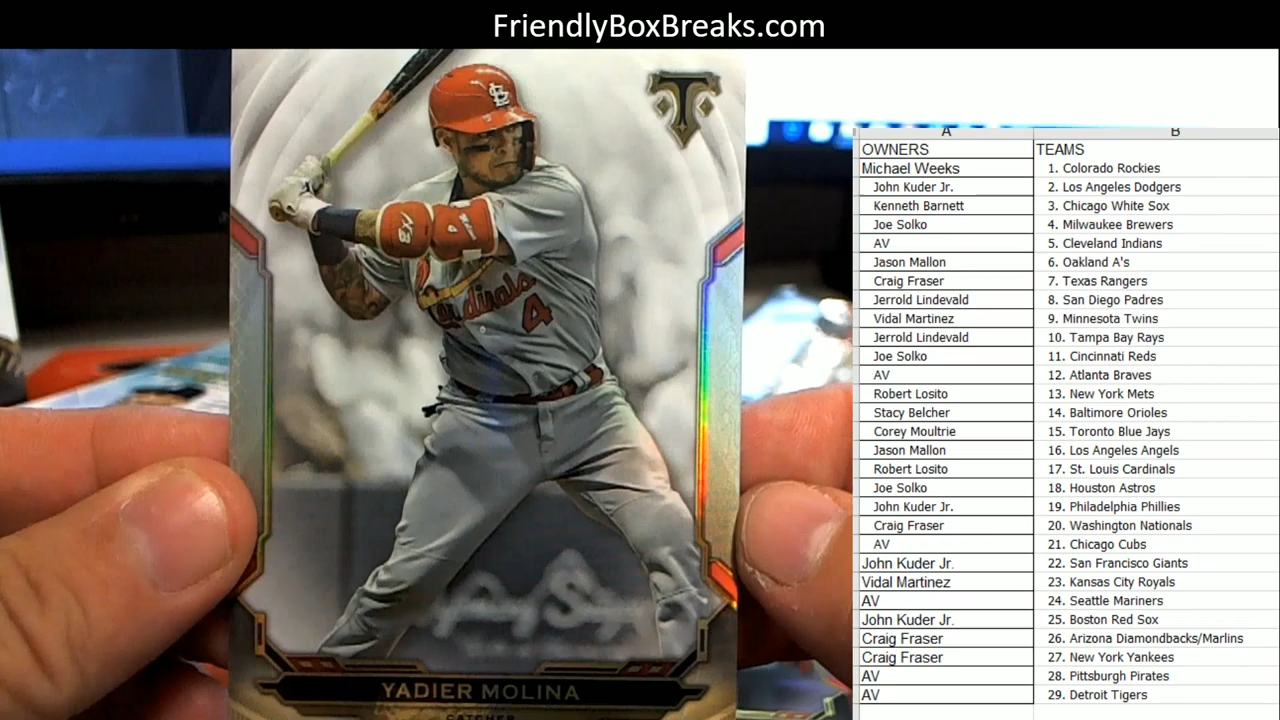 FriendlyBoxBreaks.com
T
STL
Cardinals
4
YADIER MOLINA
CATCHER
A B
OWNERS TEAMS
Michael Weeks 1. Colorado Rockies
John Kuder Jr. 2. Los Angeles Dodgers
Kenneth Barnett 3. Chicago White Sox
Joe Solko 4. Milwaukee Brewers
AV 5. Cleveland Indians
Jason Mallon 6. Oakland A's
Craig Fraser 7. Texas Rangers
Jerrold Lindevald 8. San Diego Padres
Vidal Martinez 9. Minnesota Twins
Jerrold Lindevald 10. Tampa Bay Rays
Joe Solko 11. Cincinnati Reds
AV 12. Atlanta Braves
Robert Losito 13. New York Mets
Stacy Belcher 14. Baltimore Orioles
Corey Moultrie 15. Toronto Blue Jays
Jason Mallon 16. Los Angeles Angels
Robert Losito 17. St. Louis Cardinals
Joe Solko 18. Houston Astros
John Kuder Jr. 19. Philadelphia Phillies
Craig Fraser 20. Washington Nationals
AV 21. Chicago Cubs
John Kuder Jr. 22. San Francisco Giants
Vidal Martinez 23. Kansas City Royals
AV 24. Seattle Mariners
John Kuder Jr. 25. Boston Red Sox
Craig Fraser 26. Arizona Diamondbacks/Marlins
Craig Fraser 27. New York Yankees
AV 28. Pittsburgh Pirates
AV 29. Detroit Tigers